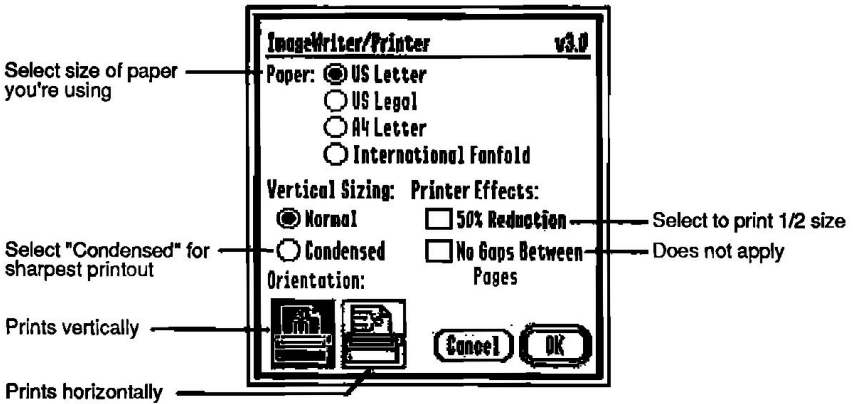 ImageWriter/Printer v3.0
Select size of paper
you're using
Paper: US Letter
US Legal
A4 Letter
International Fanfold
Vertical Sizing: Printer Effects:
Normal 50% Reduction
Select to print 1/2 size
Select "Condensed" for
sharpest printout
Condensed No Gaps Between
Pages
Does not apply
Orientation:
Prints vertically
Cancel OK
Prints horizontally